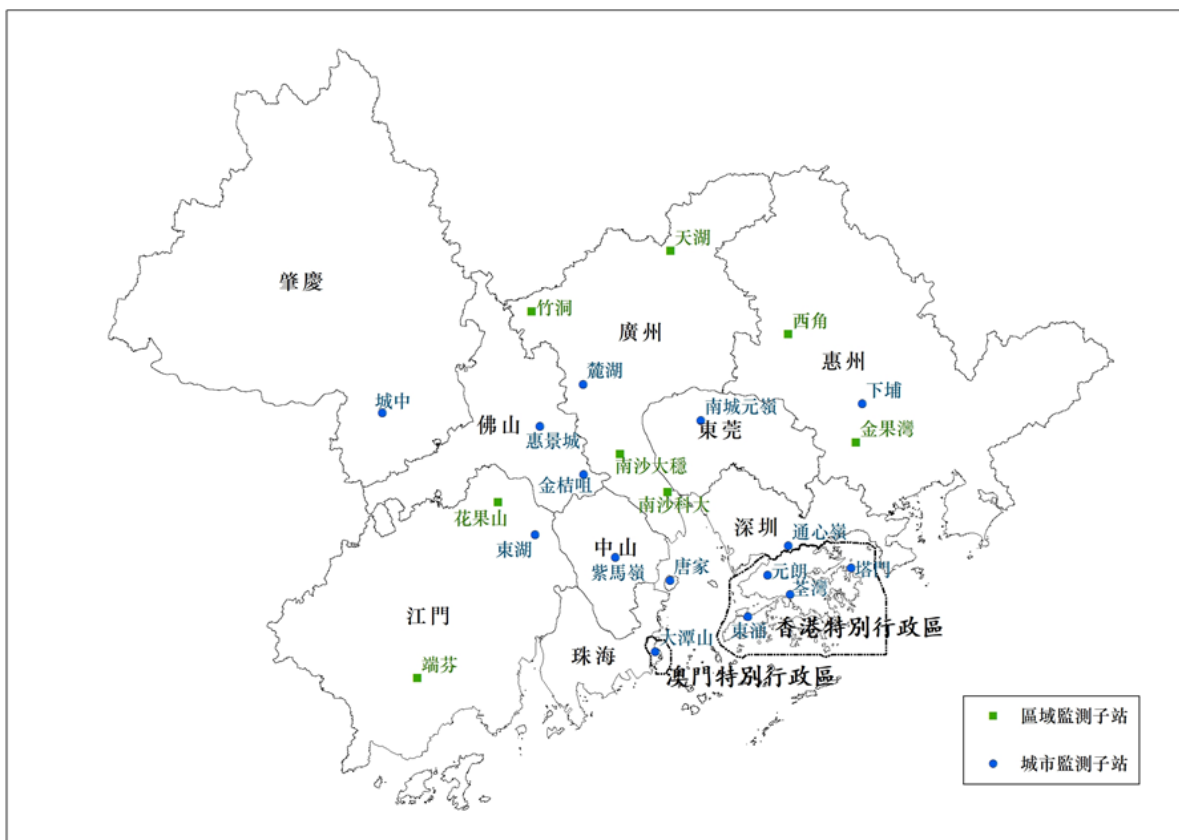 天湖
肇慶
竹洞
廣州
西角
惠州
麓湖
城中
南城元嶺
下埔
佛山
惠景城
東莞
金果灣
南沙大穩
金桔咀
南沙科大
花果山
深圳
通心嶺
東湖
中山
紫馬嶺
唐家
元朗
塔門
荃灣
江門
東涌
香港特別行政區
珠海
大潭山
澳門特別行政區
端芬
區域監測子站
城市監測子站